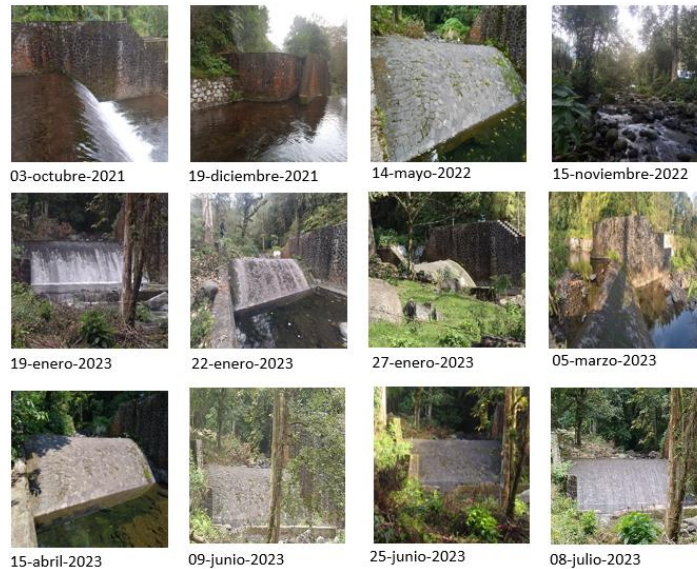 03-octubre-2021
19-diciembre-2021
14-mayo-2022
15-noviembre-2022
19-enero-2023
22-enero-2023
27-enero-2023
05-marzo-2023
15-abril-2023
09-junio-2023
25-junio-2023
08-julio-2023